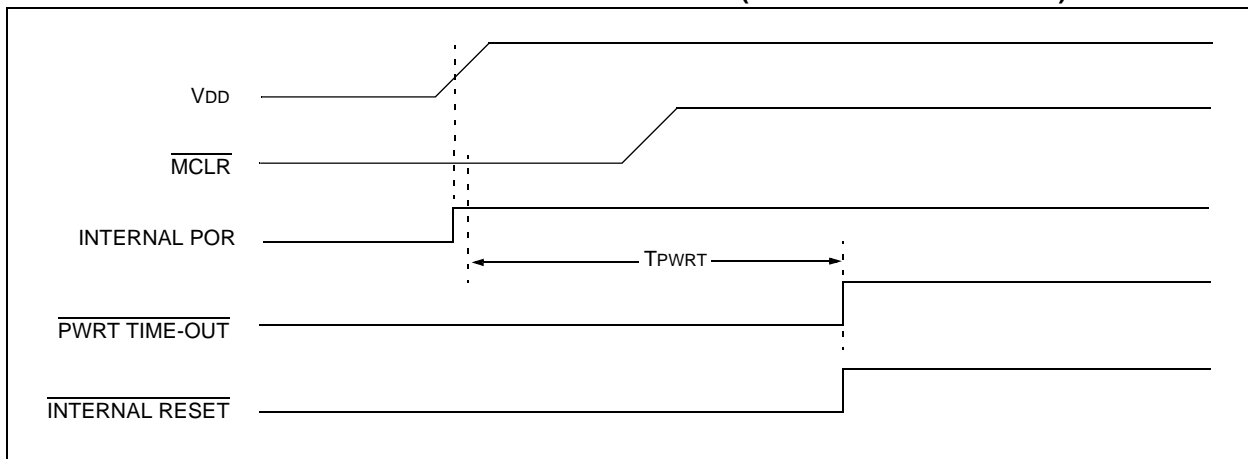 VDD
MCLR
INTERNAL POR
TPWRT
PWRT TIME-OUT
INTERNAL RESET